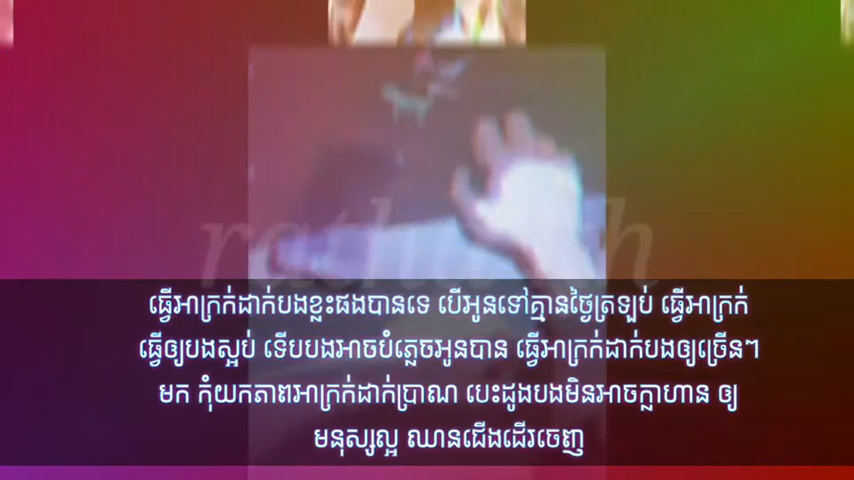 ធ្វើអាក្រក់ដាក់បងខ្លះផងបានទេ បើអូនទៅគ្មានថ្ងៃត្រឡប់ ធ្វើអាក្រក់
ធ្វើឲ្យបងស្អប់ ទើបបងអាចបំភ្លេចអូនបាន ធ្វើអាក្រក់ដាក់បងឲ្យច្រើនៗ
មក កុំយកតាពអាក្រក់ដាក់ប្រាណ បេះដូងបងមិនអាចក្លាហាន ឲ្យ
មនុស្សល្អ ឈានជើងដើរចេញ